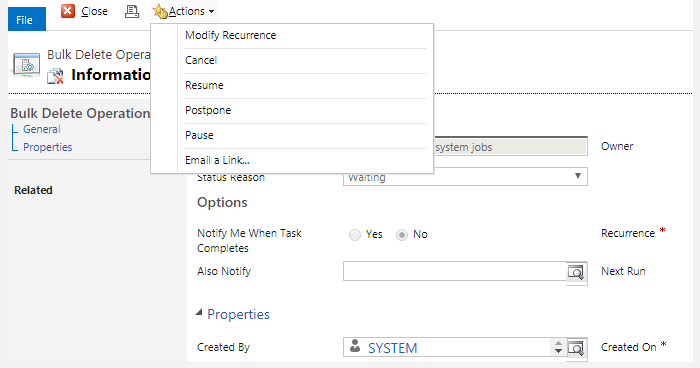 File
Close
Actions
Modify Recurrence
Cancel
Resume
Postpone
Pause
Email a Link...
Bulk Delete Opera
Informatio
Bulk Delete Operation
General
Properties
Related
system jobs
Owner
Status Reason
Waiting
Options
Notify Me When Task Completes
Yes
No
Recurrence *
Also Notify
Next Run
Properties
Created By
SYSTEM
Created On *